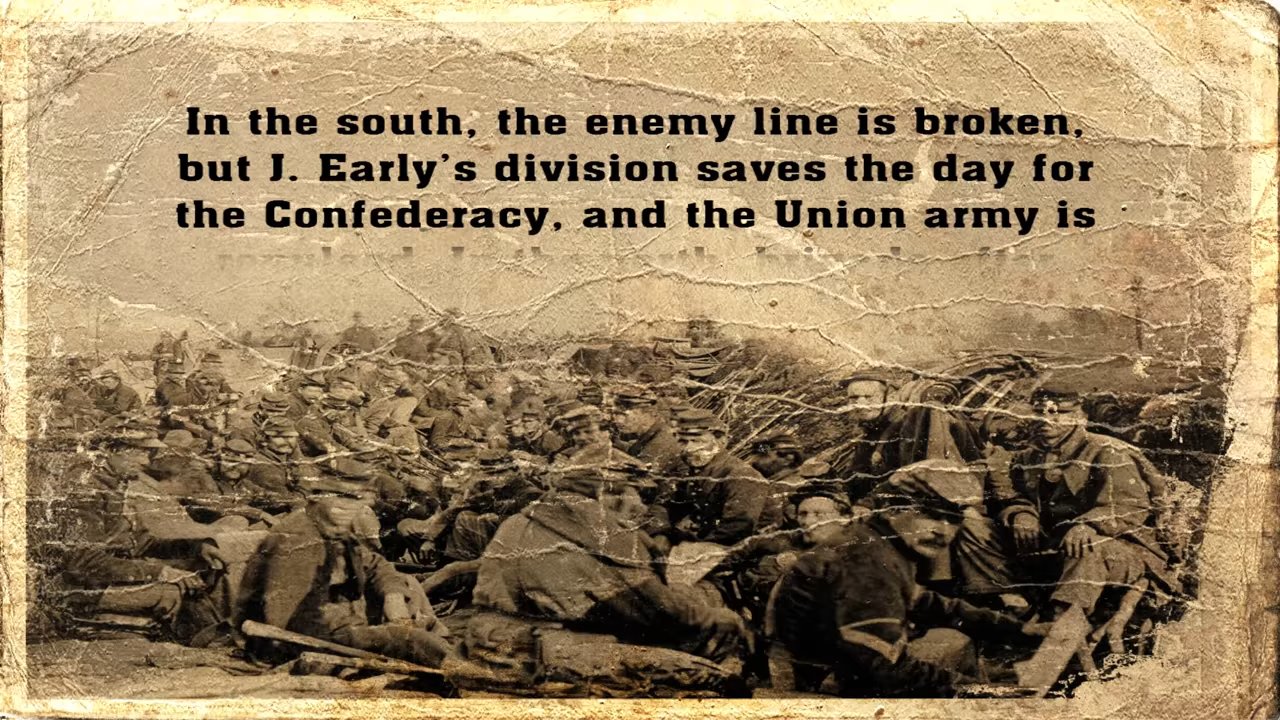 In the south, the enemy line is broken,
but J. Early's division saves the day for
the Confederacy, and the Union army is